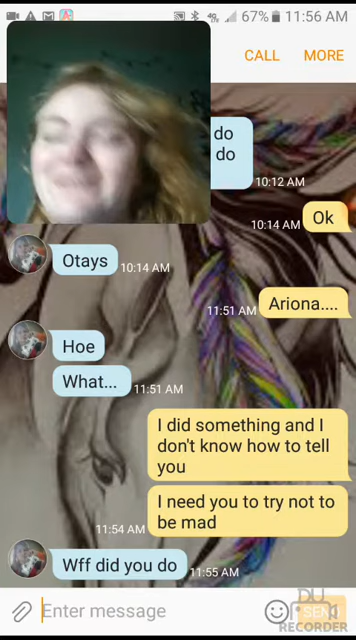 67% 11:56 AM
CALL MORE
do
do
10:12 AM
Ok
10:14 AM
Otays
10:14 AM
Ariona....
11:51 AM
Hoe
What...
11:51 AM
I did something and I
don't know how to tell
you
I need you to try not to
be mad
11:54 AM
Wff did you do
11:55 AM
Enter message
SEND
DU
RECORDER